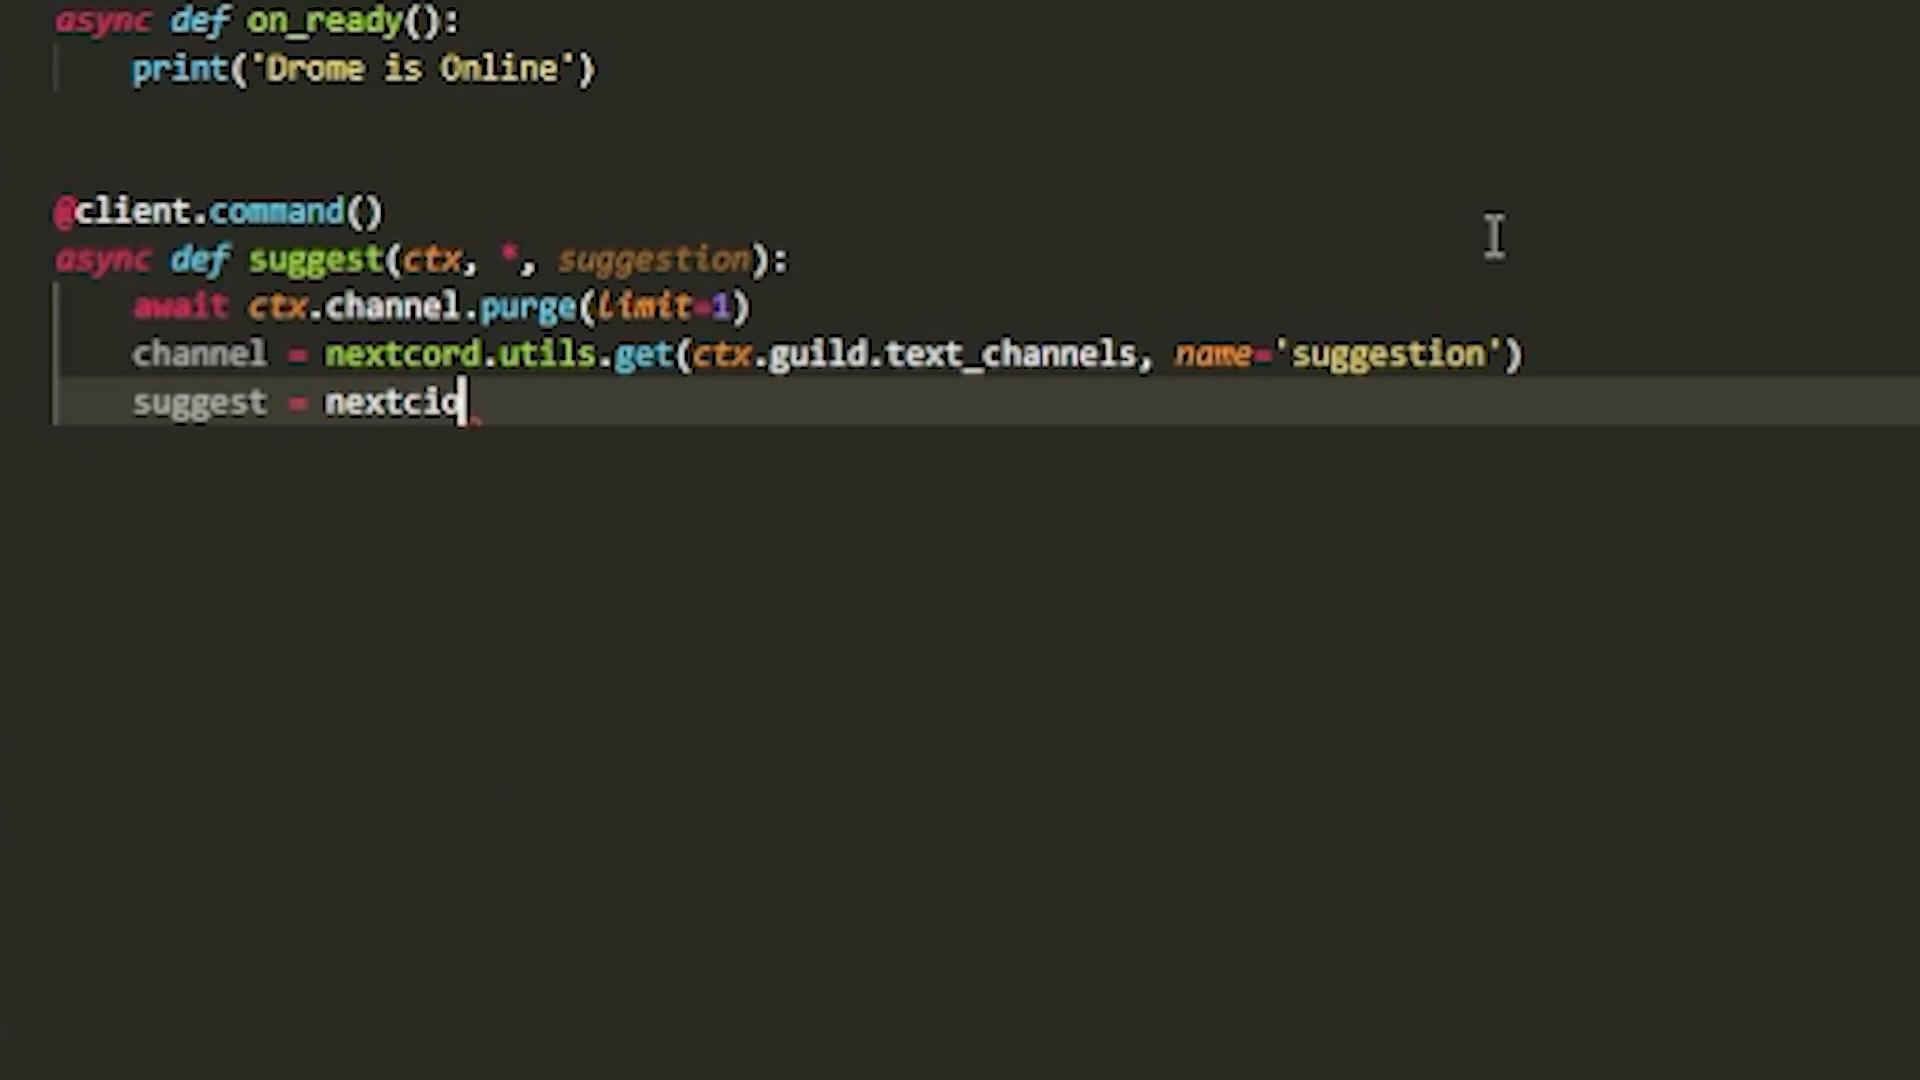 async def on_ready():
print('Drome is Online')
@client.command()
async def suggest(ctx, *, suggestion):
await ctx.channel.purge(limit=1)
channel = nextcord.utils.get(ctx.guild.text_channels, name='suggestion')
suggest = nextcio